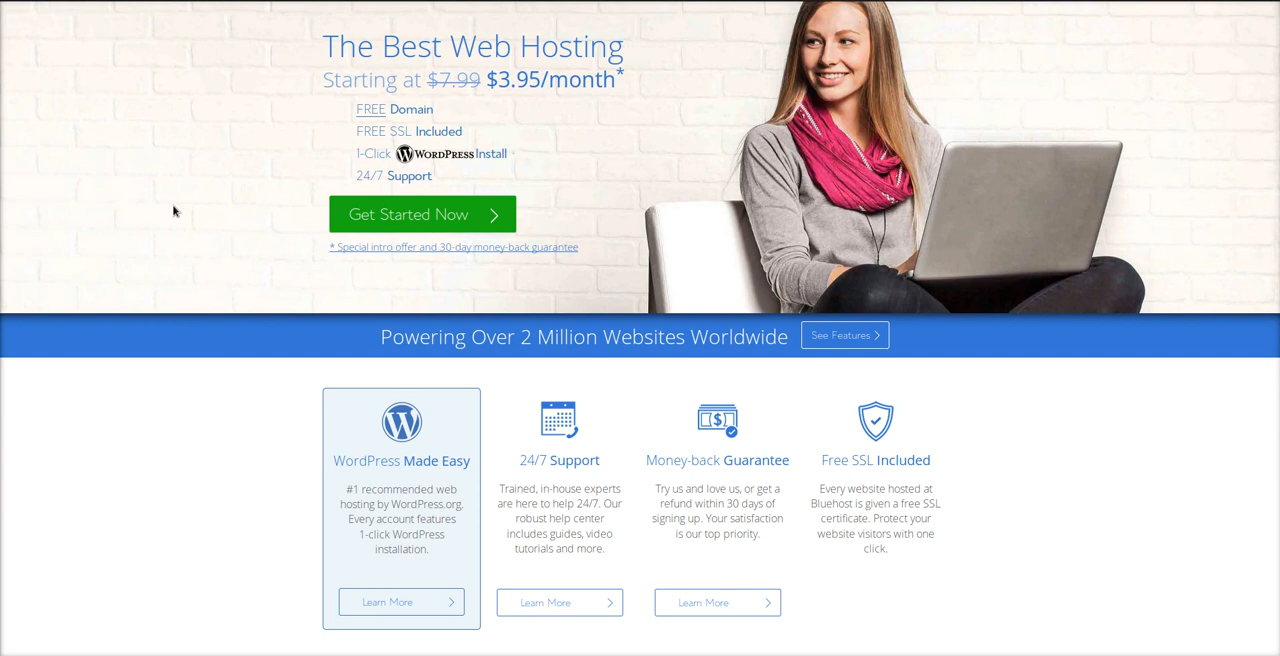 The Best Web Hosting
Starting at $7.99 $3.95/month*
FREE Domain
FREE SSL Included
1-Click WORDPRESS Install
24/7 Support
Get Started Now
* Special intro offer and 30-day money-back guarantee
Powering Over 2 Million Websites Worldwide
See Features
WordPress Made Easy
#1 recommended web
hosting by WordPress.org.
Every account features
1-click WordPress
installation.
Learn More
24/7 Support
Trained, in-house experts
are here to help 24/7. Our
robust help center
includes guides, video
tutorials and more.
Learn More
Money-back Guarantee
Try us and love us, or get a
refund within 30 days of
signing up. Your satisfaction
is our top priority.
Learn More
Free SSL Included
Every website hosted at
Bluehost is given a free SSL
certificate. Protect your
website visitors with one
click.